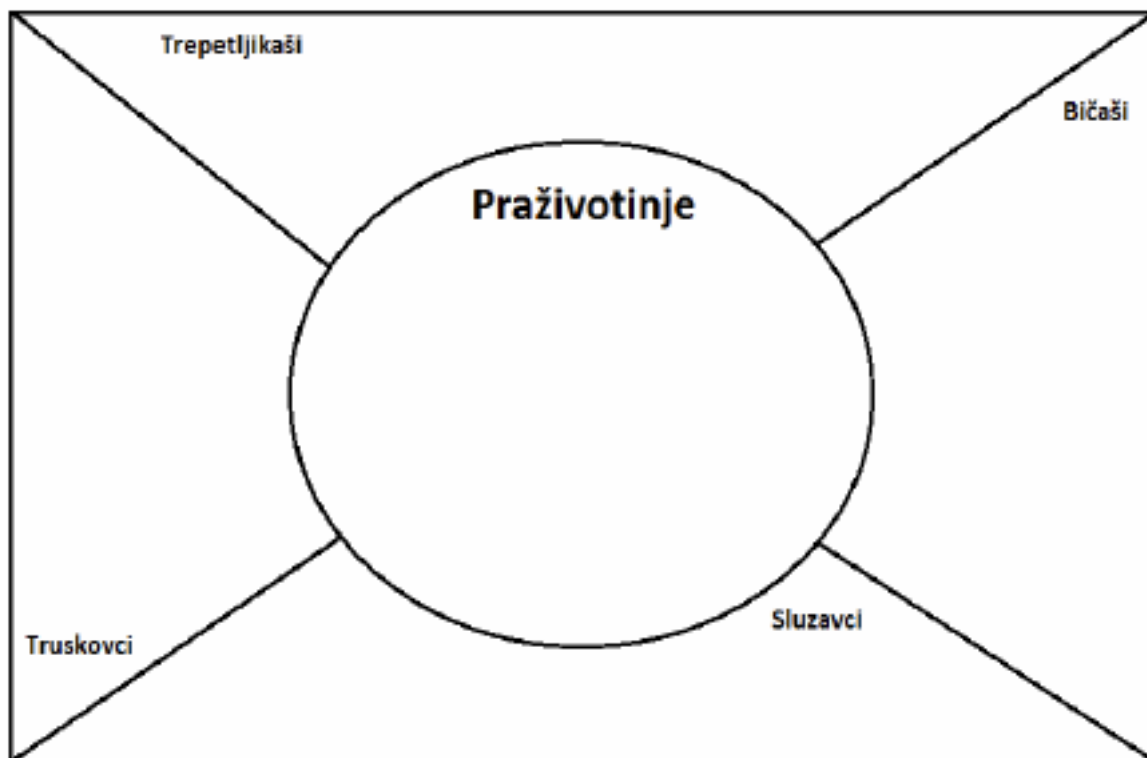 Trepetljikaši
Bičaši
Praživotinje
Truskovci
Sluzavci